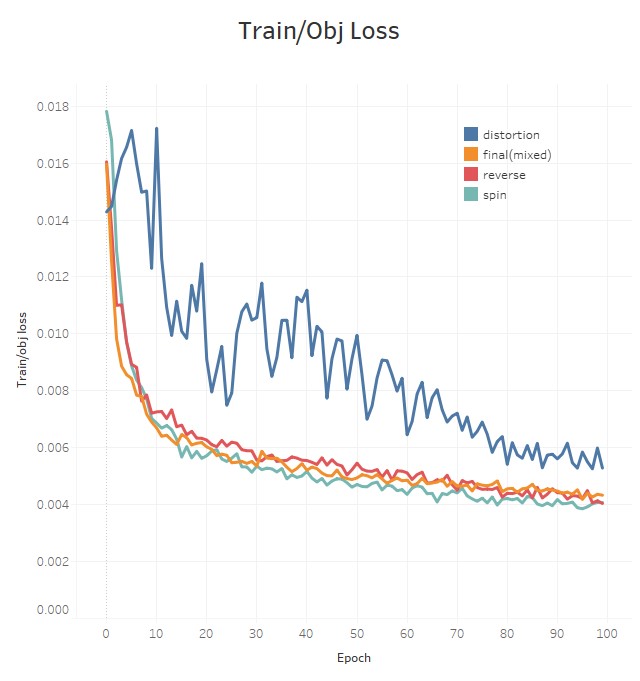 Train/Obj Loss
0.018
0.016
0.014
0.012
0.010
0.008
0.006
0.004
0.002
0.000
Train/obj loss
distortion
final(mixed)
reverse
spin
0 10 20 30 40 50 60 70 80 90 100
Epoch